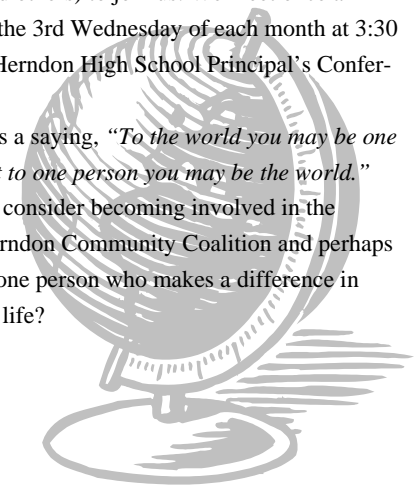 the 3rd Wednesday of each month at 3:30
Herndon High School Principal's Confer-
s a saying, "To the world you may be one
t to one person you may be the world."
consider becoming involved in the
rndon Community Coalition and perhaps
one person who makes a difference in
life?